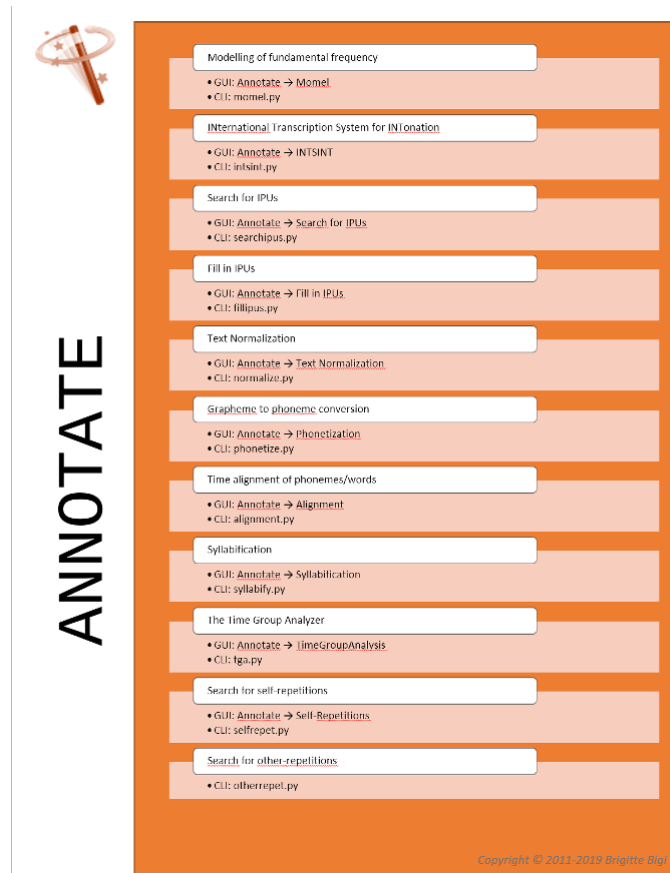 ANNOTATE
Modelling of fundamental frequency
• GUI: Annotate → Momel
• CLI: momel.py
INternational Transcription System for INTonation
• GUI: Annotate → INTSINT
• CLI: intsint.py
Search for IPUs
• GUI: Annotate → Search for IPUs
• CLI: searchipus.py
Fill in IPUs
• GUI: Annotate → Fill in IPUs
• CLI: fillipus.py
Text Normalization
• GUI: Annotate → Text Normalization
• CLI: normalize.py
Grapheme to phoneme conversion
• GUI: Annotate → Phonetization
• CLI: phonetize.py
Time alignment of phonemes/words
• GUI: Annotate → Alignment
• CLI: alignment.py
Syllabification
• GUI: Annotate → Syllabification
• CLI: syllabify.py
The Time Group Analyzer
• GUI: Annotate → TimeGroupAnalysis
• CLI: tga.py
Search for self-repetitions
• GUI: Annotate → Self-Repetitions
• CLI: selfrepet.py
Search for other-repetitions
• CLI: otherrepet.py
Copyright © 2011-2019 Brigitte Bigi